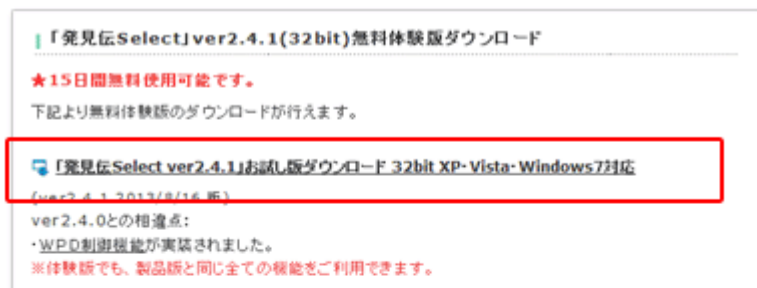 「発見伝Select」ver2.4.1(32bit)無料体験版ダウンロード
★15日間無料使用可能です。
下記より無料体験版のダウンロードが行えます。
「発見伝Select ver2.4.1」お試し版ダウンロード 32bit XP・Vista・Windows7対応
(ver2.4.1 2013/8/16 版)
ver2.4.0との相違点:
・WPD制御機能が実装されました。
※体験版でも、製品版と同じ全ての機能をご利用できます。